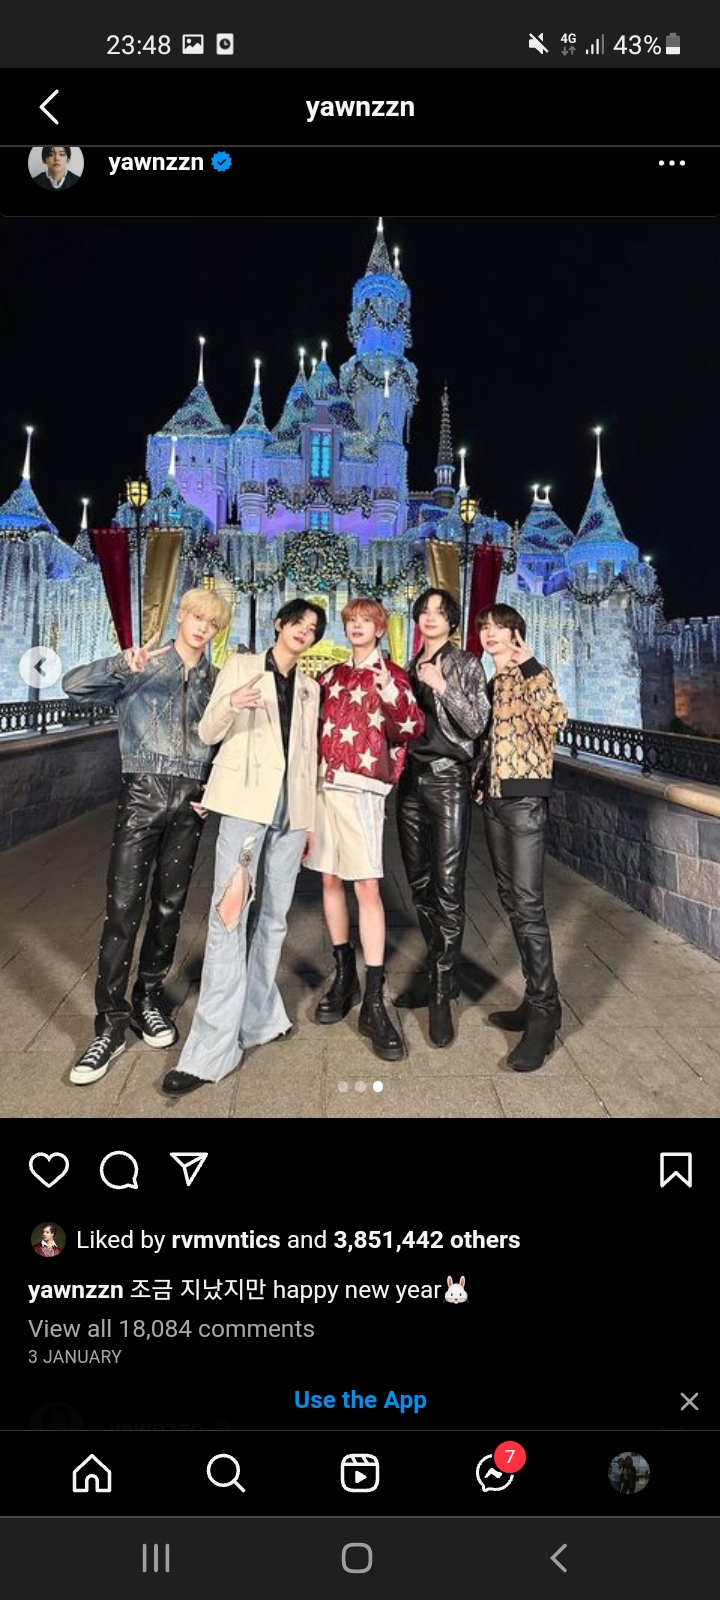 23:48 4G 43%
yawnzzn
yawnzzn
Liked by rvmvntics and 3,851,442 others
yawnzzn 조금 지났지만 happy new year🐰
View all 18,084 comments
3 JANUARY
Use the App
yawnzzn
7